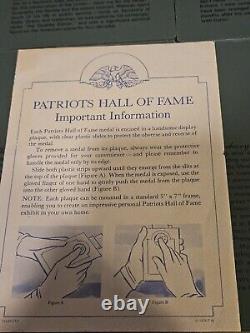 PATRIOTS HALL OF FAME
Important Information
Each Patriots Hall of Fame medal is encased in a handsome display
plaque, with clear plastic slides to protect the obverse and reverse of
the medal.
To remove a medal from its plaque, always wear the protective
gloves provided for your convenience—and please remember to
handle the medal only by its edge.
Slide both plastic strips upward until they emerge from the slits at
the top of the plaque (Figure A). When the medal is exposed, use the
gloved finger of one hand to gently push the medal from the plaque
into the other gloved hand (Figure B).
NOTE: Each plaque can be mounted in a standard 5" x 7" frame,
enabling you to create an impressive personal Patriots Hall of Fame
exhibit in your own home.
Figure A
Figure B